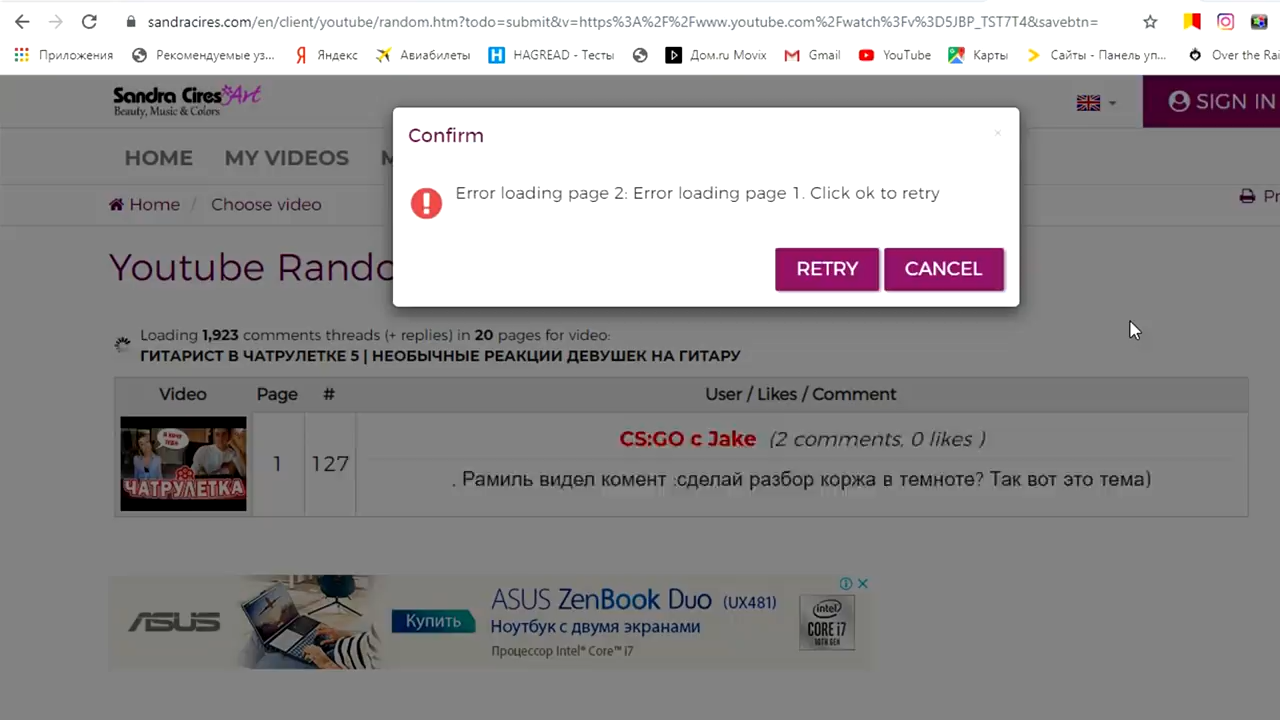 sandracires.com/en/client/youtube/random.htm?todo=submit&v=https%3A%2F%2Fwww.youtube.com%2Fwatch%3Fv%3D5JBP_TST7T4&savebtn=
Приложения Рекомендуемые уз... Яндекс Авиабилеты HAGREAD - Тесты Дом.ru Movix Gmail YouTube Карты Сайты - Панель уп... Over the Rai
Sandra Cires Art
Beauty, Music & Colors
SIGN IN
HOME MY VIDEOS M
Home / Choose video Pr
Confirm
Error loading page 2: Error loading page 1. Click ok to retry
RETRY CANCEL
Youtube Rando
Loading 1,923 comments threads (+ replies) in 20 pages for video:
ГИТАРИСТ В ЧАТРУЛЕТКЕ 5 | НЕОБЫЧНЫЕ РЕАКЦИИ ДЕВУШЕК НА ГИТАРУ
Video Page # User / Likes / Comment
ЧАТРУЛЕТКА
1 127
CS:GO с Jake (2 comments, 0 likes )
. Рамиль видел комент :сделай разбор коржа в темноте? Так вот это тема)
ASUS
Купить
ASUS ZenBook Duo (UX481)
Ноутбук с двумя экранами
Процессор Intel® Core™ i7
intel
CORE i7
10TH GEN